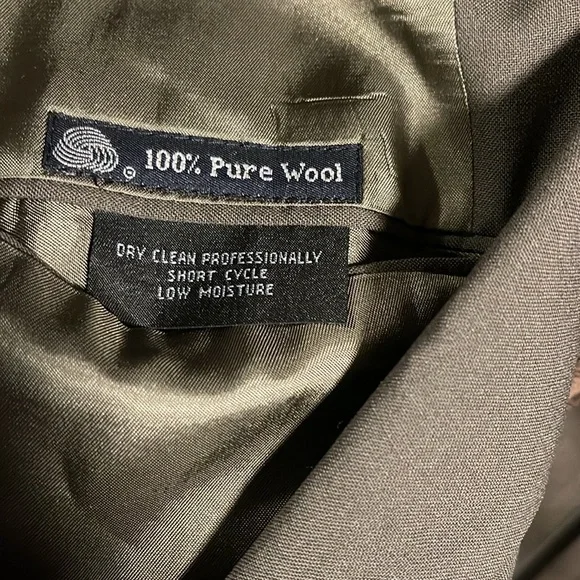 © 100% Pure Wool
DRY CLEAN PROFESSIONALLY
SHORT CYCLE
LOW MOISTURE